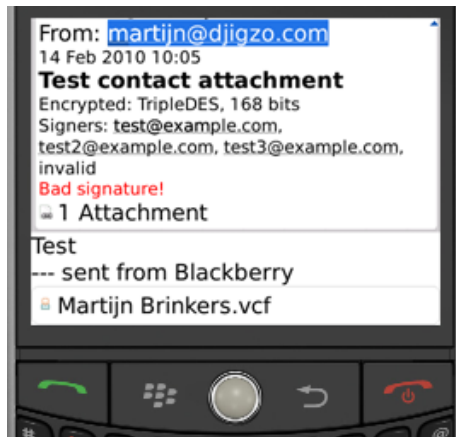 From: martijn@djigzo.com
14 Feb 2010 10:05
Test contact attachment
Encrypted: TripleDES, 168 bits
Signers: test@example.com,
test2@example.com, test3@example.com,
invalid
Bad signature!
1 Attachment
Test
--- sent from Blackberry
Martijn Brinkers.vcf
#
@